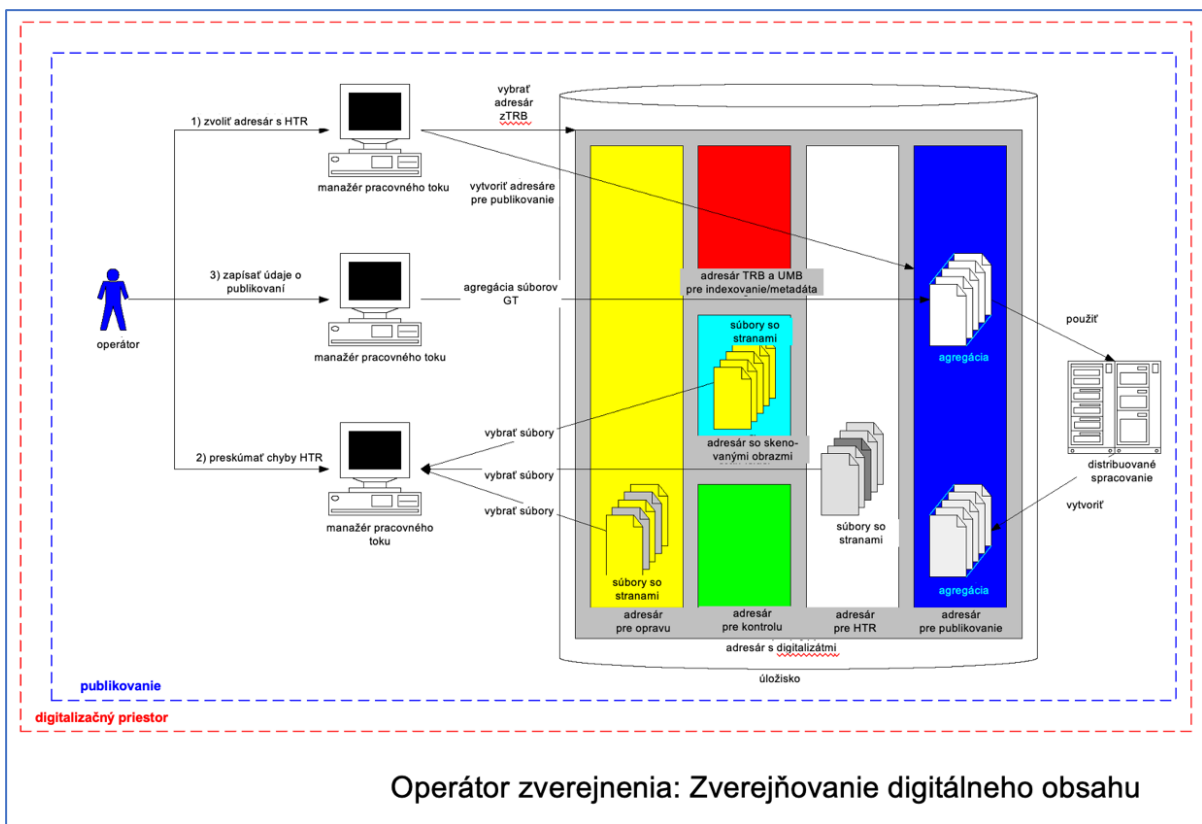 1) zvoliť adresár s HTR
manažér pracovného toku
vybrať
adresár
zTRB
vytvoriť adresáre
pre publikovanie
3) zapísať údaje o
publikovaní
operátor
manažér pracovného toku
agregácia súborov
GT
adresár TRB a UMB
pre indexovanie/metadáta
súbory so
stranami
adresár so skeno-
vanými obrazmi
2) preskúmať chyby HTR
manažér pracovného
toku
vybrať súbory
vybrať súbory
vybrať súbory
súbory so
stranami
súbory so
stranami
agregácia
použiť
distribuované
spracovanie
vytvoriť
agregácia
adresár
pre opravu
adresár
pre kontrolu
adresár
pre HTR
adresár
pre publikovanie
adresár s digitalizátmi
úložisko
publikovanie
digitalizačný priestor
Operátor zverejnenia: Zverejňovanie digitálneho obsahu